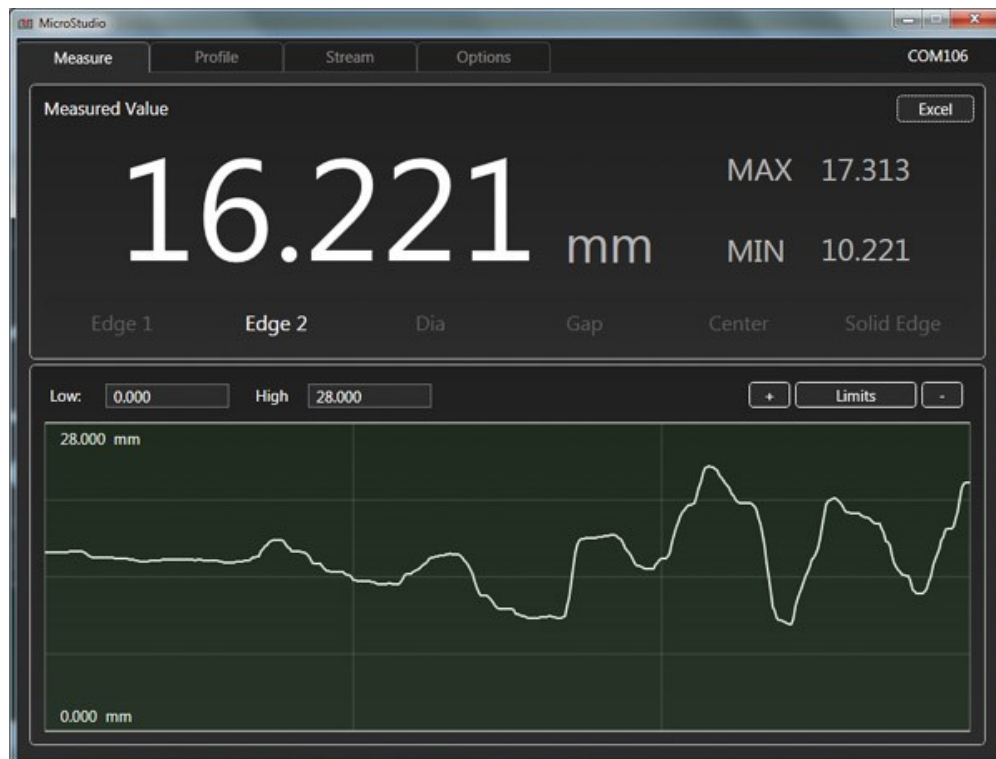 MicroStudio
Measure Profile Stream Options COM106
Measured Value Excel
16.221 mm
MAX 17.313
MIN 10.221
Edge 1 Edge 2 Dia Gap Center Solid Edge
Low: 0.000 High 28.000 + Limits -
28.000 mm
0.000 mm